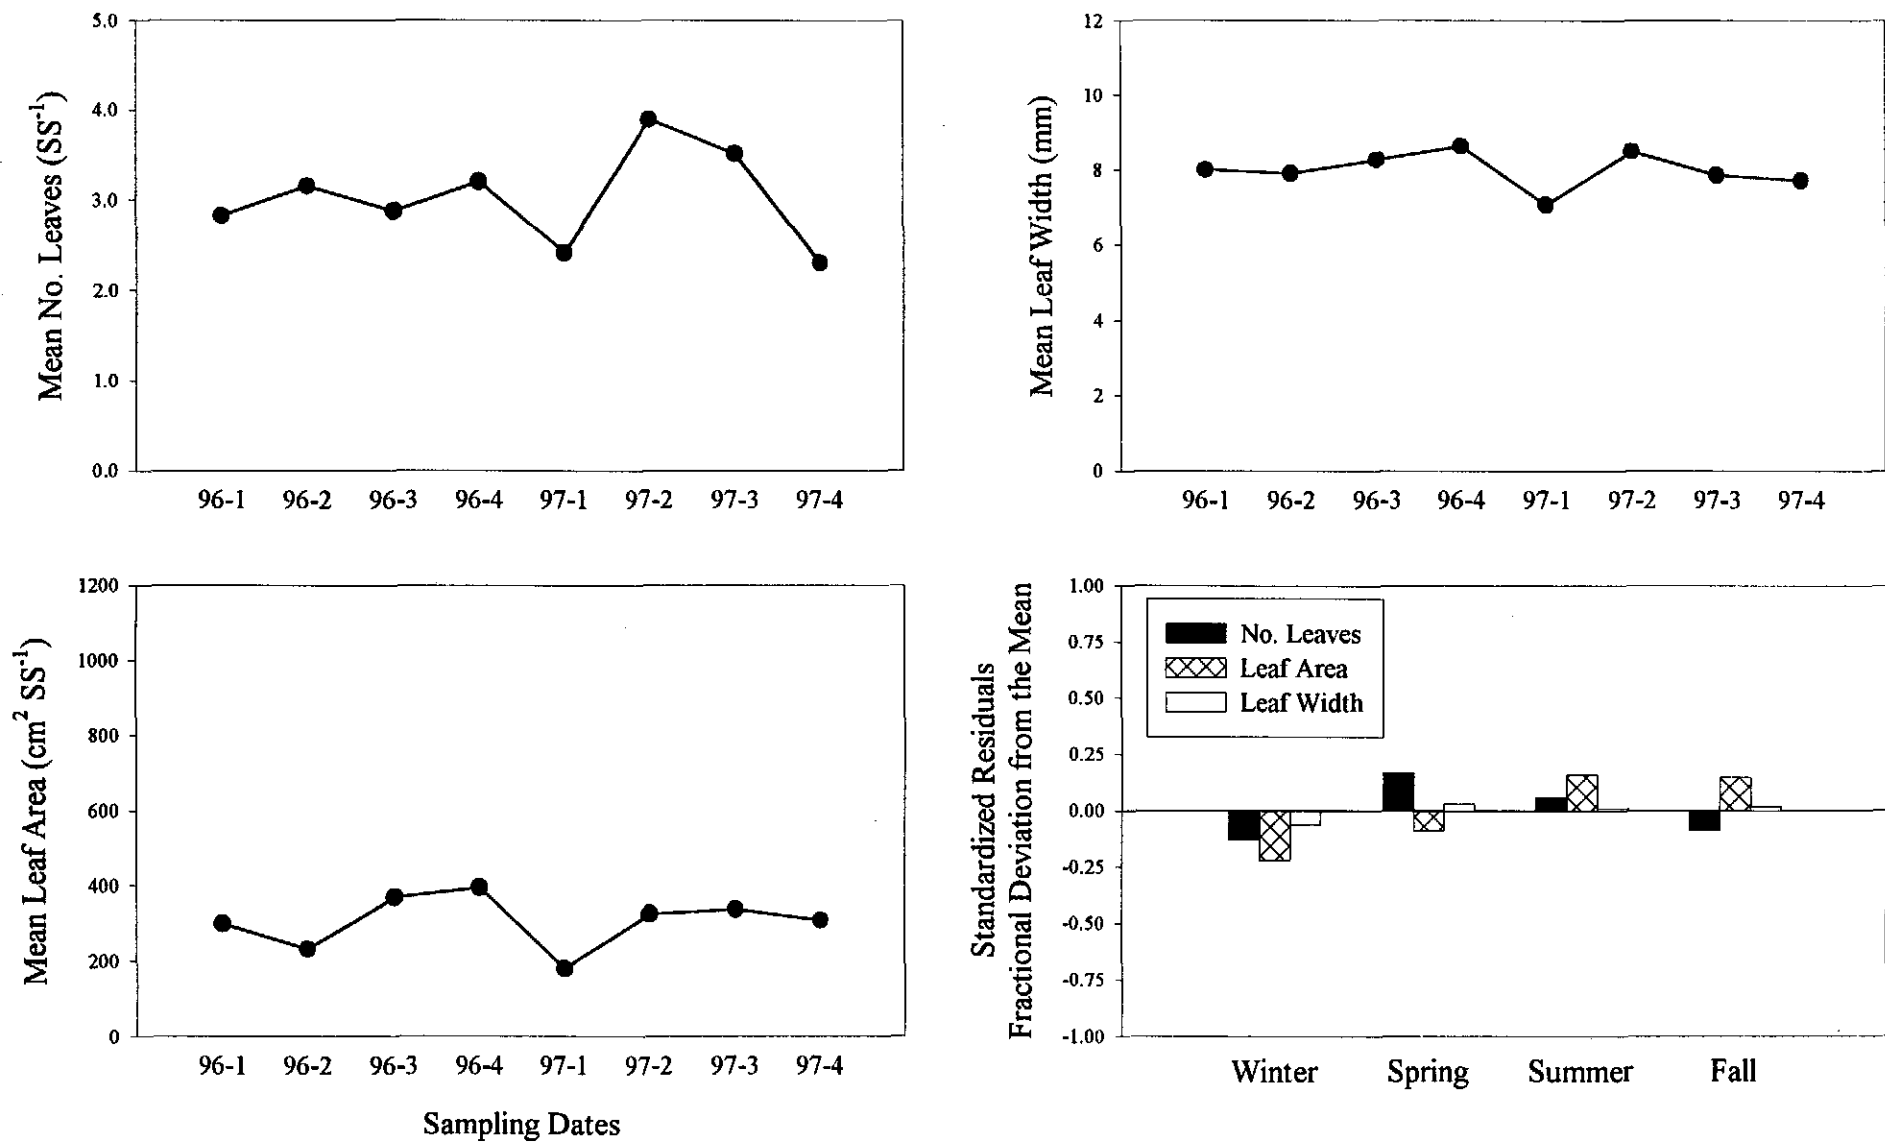 5.0
4.0
3.0
2.0
1.0
0.0
Mean No. Leaves (SS⁻¹)
96-1 96-2 96-3 96-4 97-1 97-2 97-3 97-4
12
10
8
6
4
2
0
Mean Leaf Width (mm)
96-1 96-2 96-3 96-4 97-1 97-2 97-3 97-4
1200
1000
800
600
400
200
0
Mean Leaf Area (cm² SS⁻¹)
96-1 96-2 96-3 96-4 97-1 97-2 97-3 97-4
Sampling Dates
1.00
0.75
0.50
0.25
0.00
-0.25
-0.50
-0.75
-1.00
Standardized Residuals
Fractional Deviation from the Mean
No. Leaves
Leaf Area
Leaf Width
Winter Spring Summer Fall